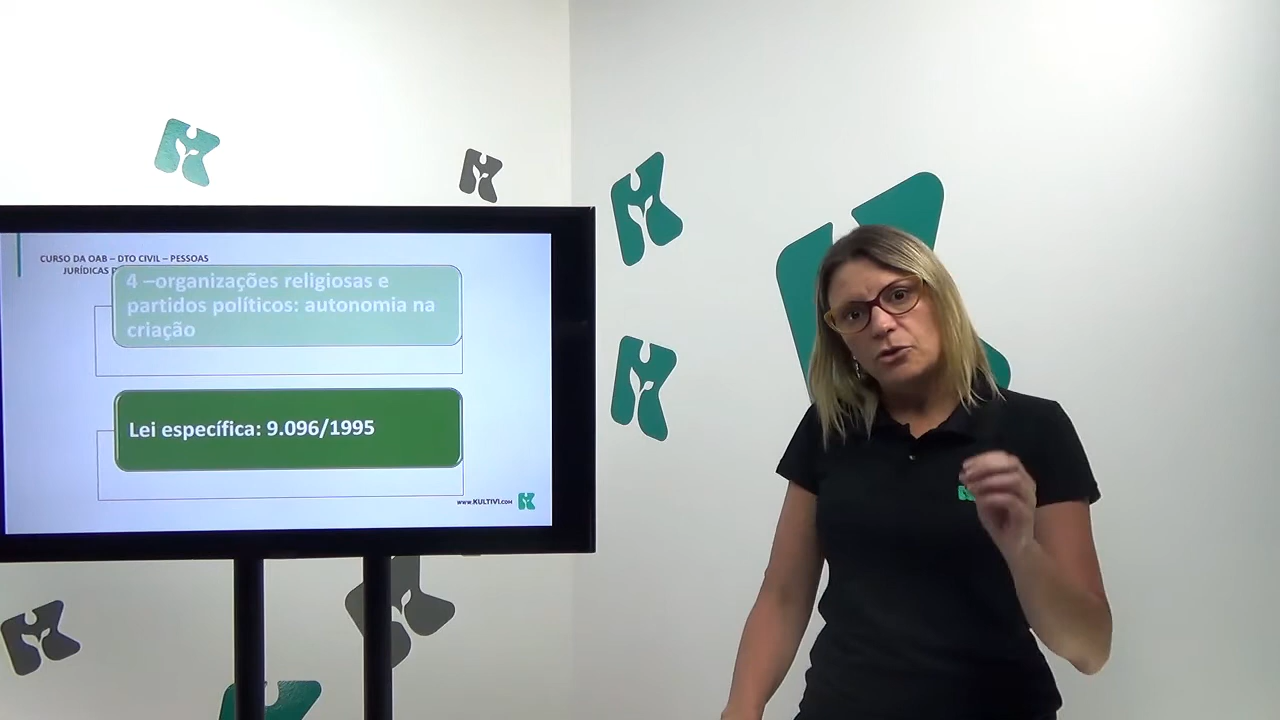 CURSO DA OAB – DTO CIVIL – PESSOAS
JURÍDICAS
4 –organizações religiosas e
partidos políticos: autonomia na
criação
Lei específica: 9.096/1995
www.KULTIVI.COM